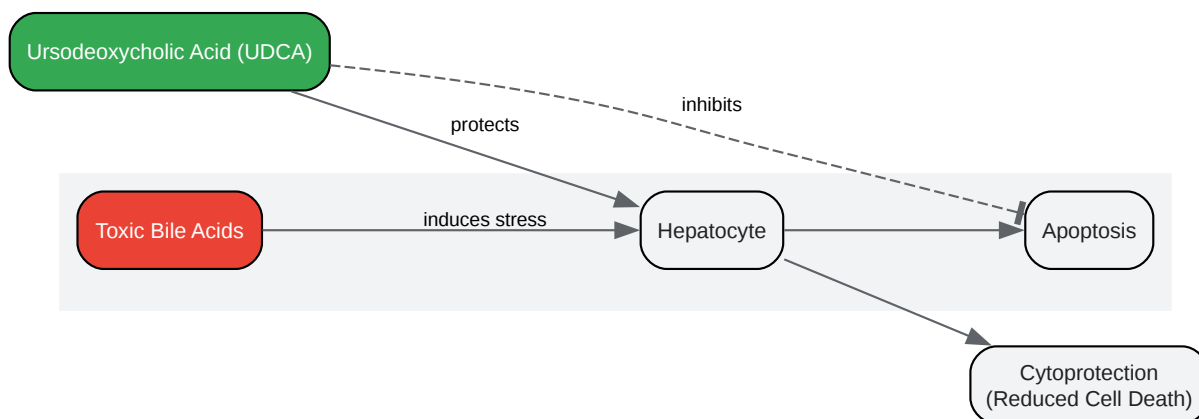 Ursodeoxycholic Acid (UDCA)
inhibits
protects
Toxic Bile Acids
induces stress
Hepatocyte
Apoptosis
Cytoprotection
(Reduced Cell Death)